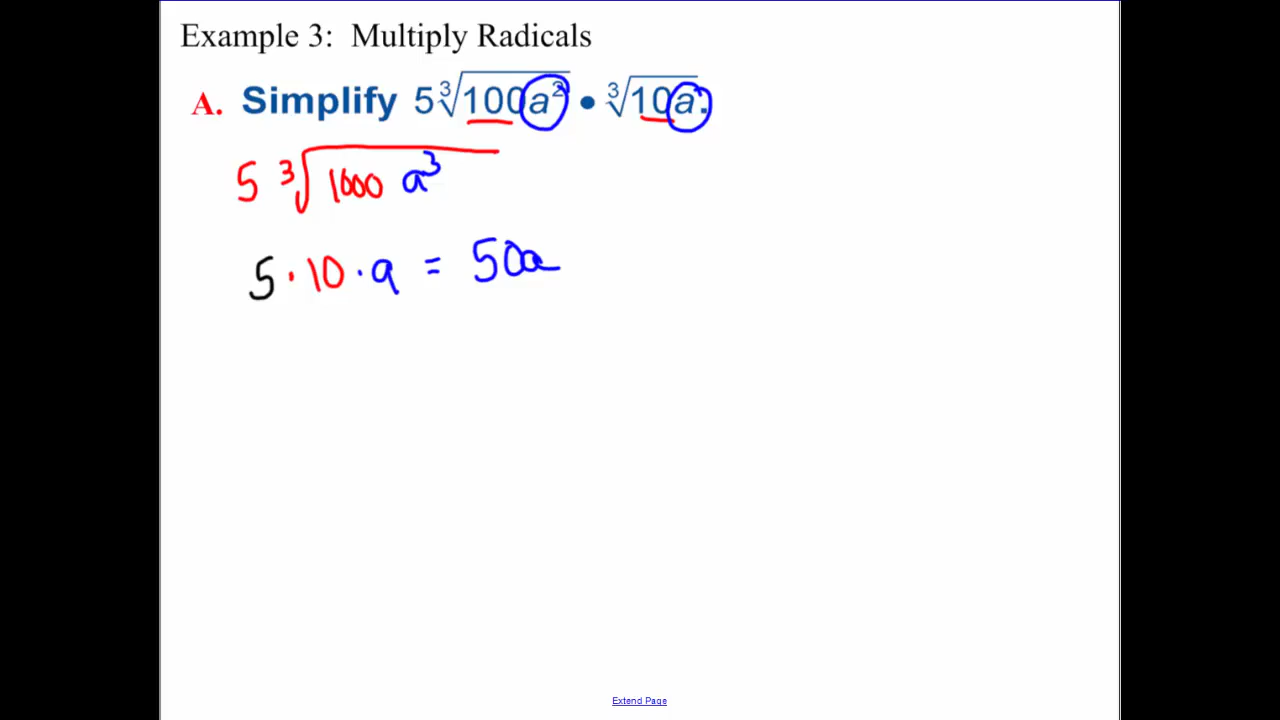 Example 3: Multiply Radicals
A. Simplify 5∛100a² • ∛10a.
5 ∛1000 a³
5 · 10 · a = 50a
Extend Page